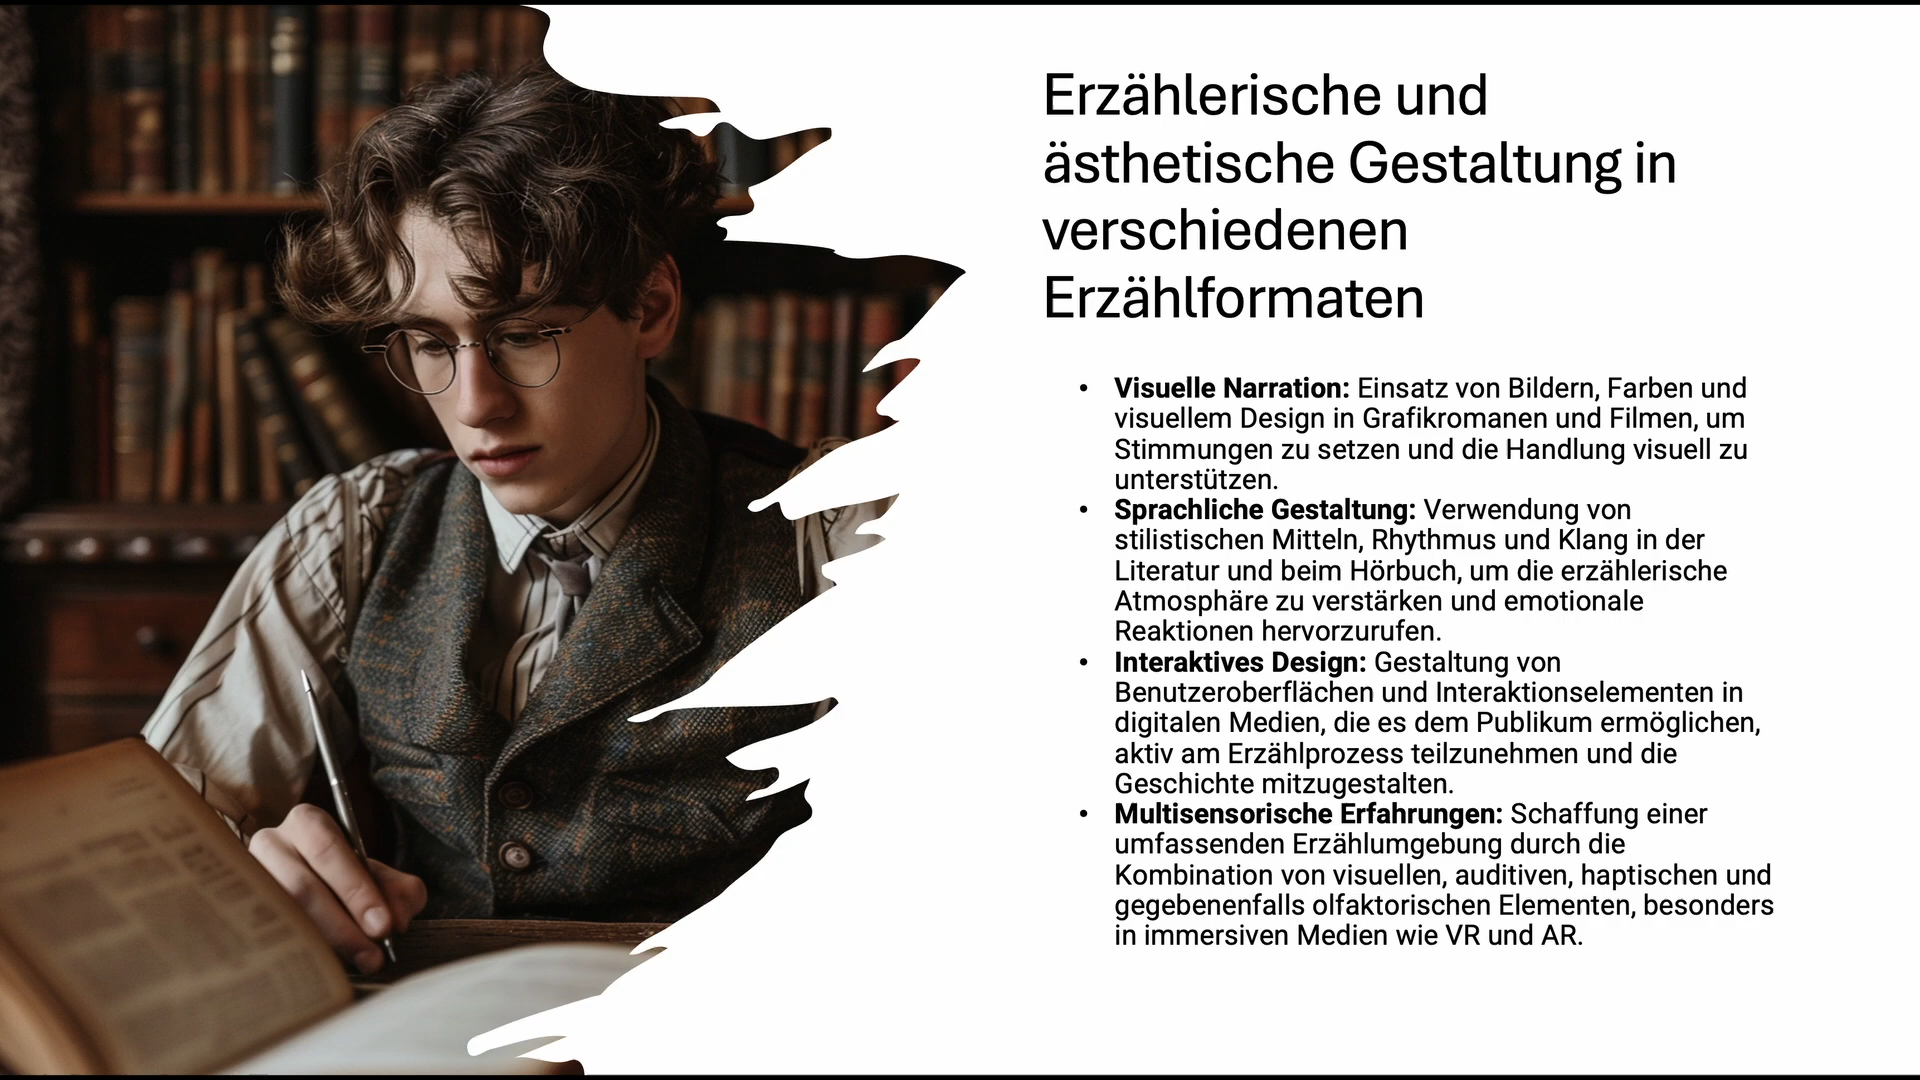 Erzählerische und
ästhetische Gestaltung in
verschiedenen
Erzählformaten
• Visuelle Narration: Einsatz von Bildern, Farben und
visuellem Design in Grafikromanen und Filmen, um
Stimmungen zu setzen und die Handlung visuell zu
unterstützen.
• Sprachliche Gestaltung: Verwendung von
stilistischen Mitteln, Rhythmus und Klang in der
Literatur und beim Hörbuch, um die erzählerische
Atmosphäre zu verstärken und emotionale
Reaktionen hervorzurufen.
• Interaktives Design: Gestaltung von
Benutzeroberflächen und Interaktionselementen in
digitalen Medien, die es dem Publikum ermöglichen,
aktiv am Erzählprozess teilzunehmen und die
Geschichte mitzugestalten.
• Multisensorische Erfahrungen: Schaffung einer
umfassenden Erzählumgebung durch die
Kombination von visuellen, auditiven, haptischen und
gegebenenfalls olfaktorischen Elementen, besonders
in immersiven Medien wie VR und AR.